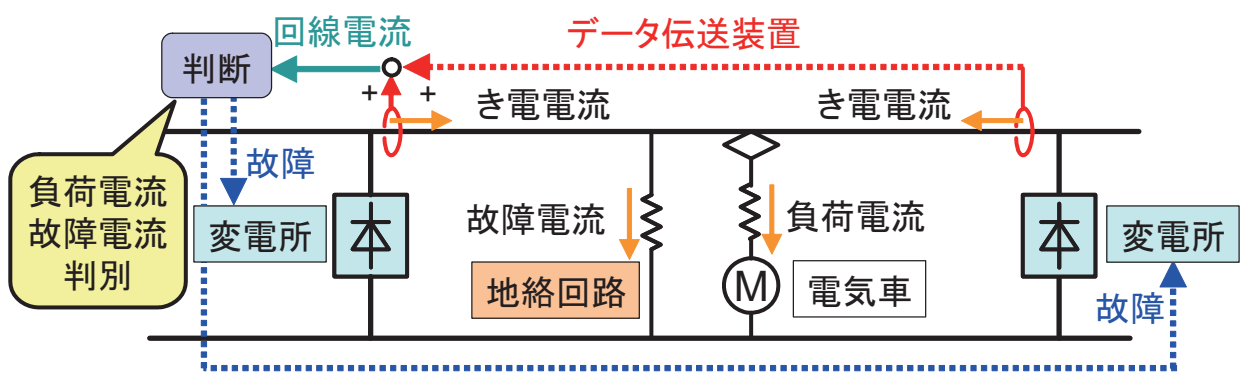 回線電流
データ伝送装置
判断
+
+
き電電流
き電電流
故障
負荷電流
故障電流
判別
変電所
故障電流
負荷電流
変電所
地絡回路
M
電気車
故障